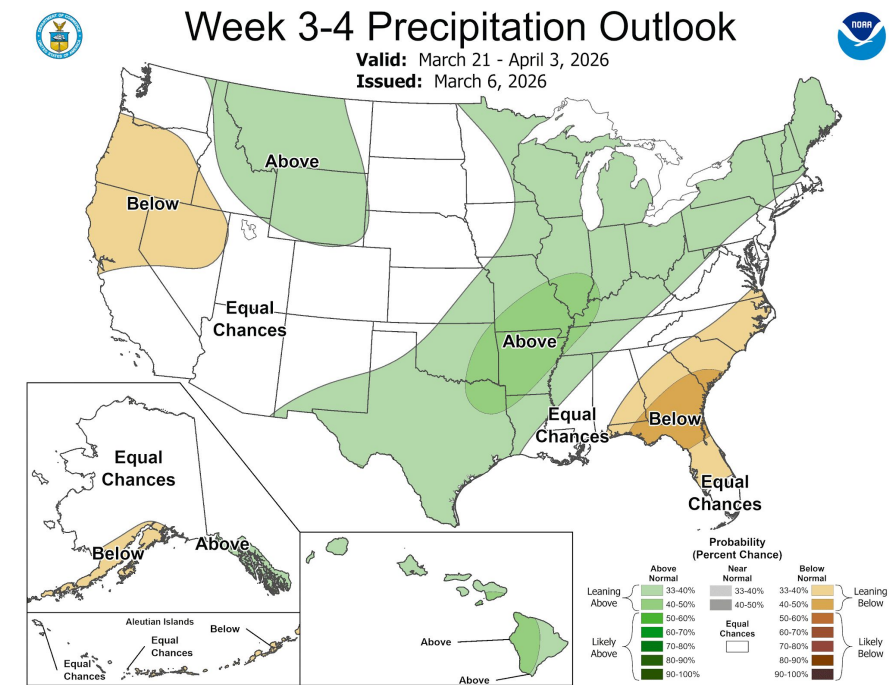 Week 3-4 Precipitation Outlook
Valid: March 21 - April 3, 2026
Issued: March 6, 2026
NOAA
Above
Below
Equal
Chances
Above
Equal
Chances
Below
Equal
Chances
Equal
Chances
Below
Above
Aleutian Islands
Below
Equal
Chances
Equal
Chances
Above
Above
Probability
(Percent Chance)
Above
Normal
Near
Normal
Below
Normal
Leaning
Above
33-40%
40-50%
50-60%
60-70%
70-80%
80-90%
90-100%
Likely
Above
33-40%
40-50%
Equal
Chances
33-40%
40-50%
50-60%
60-70%
70-80%
80-90%
90-100%
Leaning
Below
Likely
Below